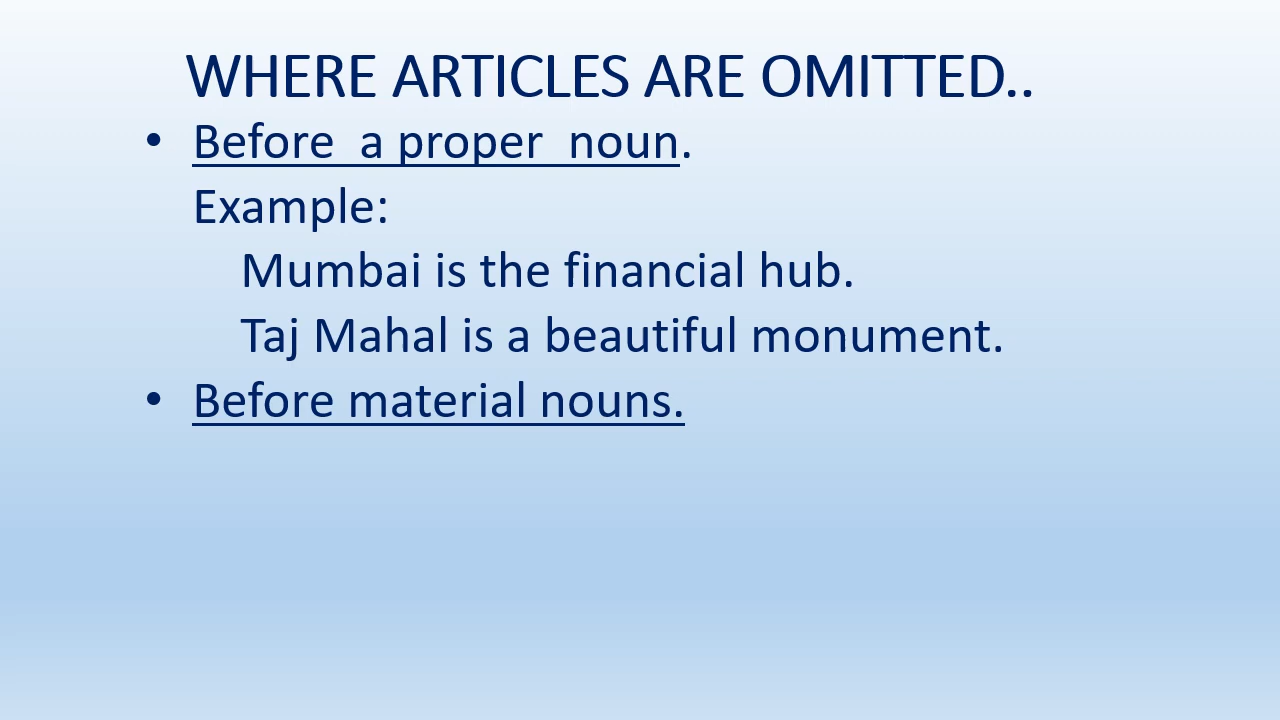 WHERE ARTICLES ARE OMITTED..
• Before a proper noun.
Example:
Mumbai is the financial hub.
Taj Mahal is a beautiful monument.
• Before material nouns.